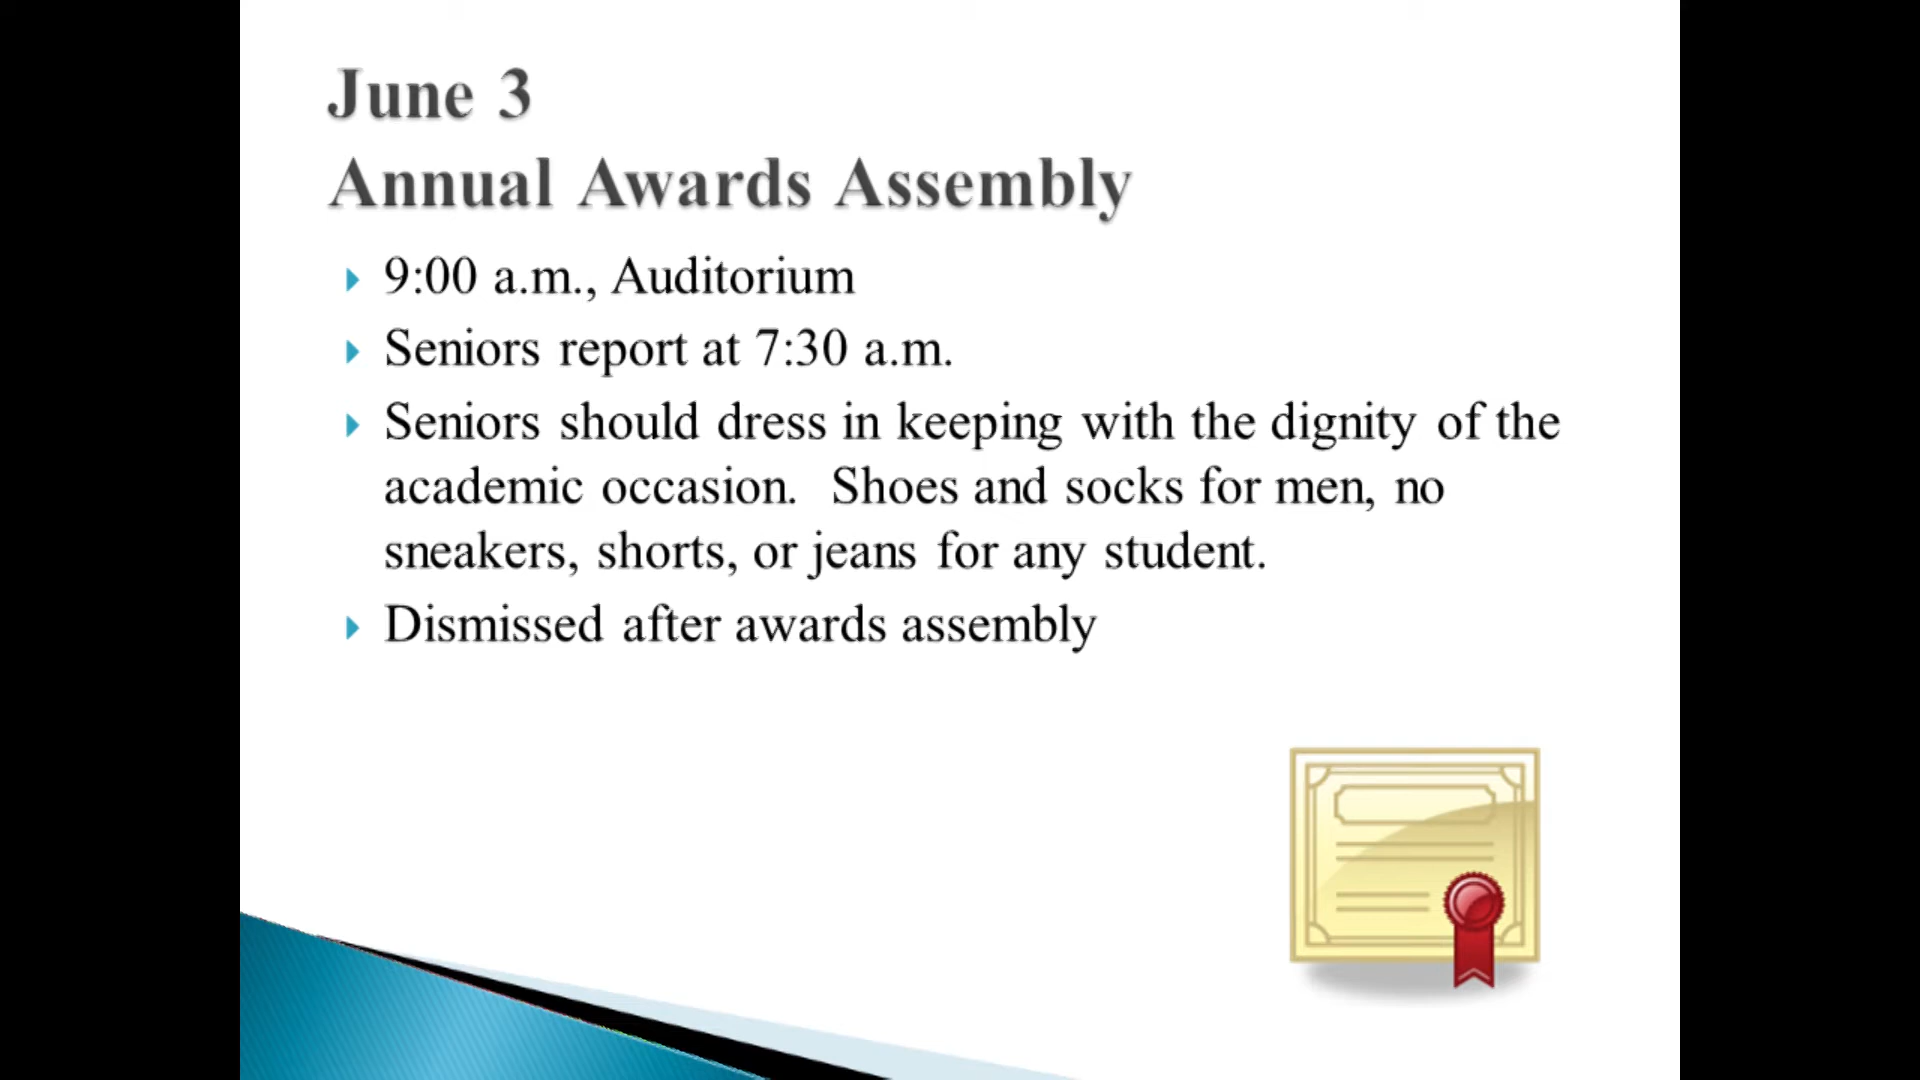 June 3
Annual Awards Assembly
9:00 a.m., Auditorium
Seniors report at 7:30 a.m.
Seniors should dress in keeping with the dignity of the
academic occasion.  Shoes and socks for men, no
sneakers, shorts, or jeans for any student.
Dismissed after awards assembly